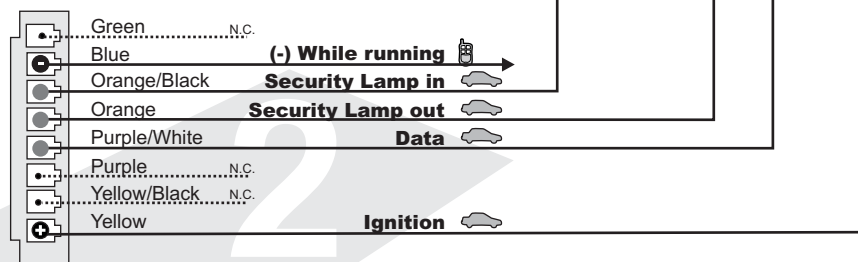 Green N.C.
Blue (-) While running
Orange/Black Security Lamp in
Orange Security Lamp out
Purple/White Data
Purple N.C.
Yellow/Black N.C.
Yellow Ignition
2